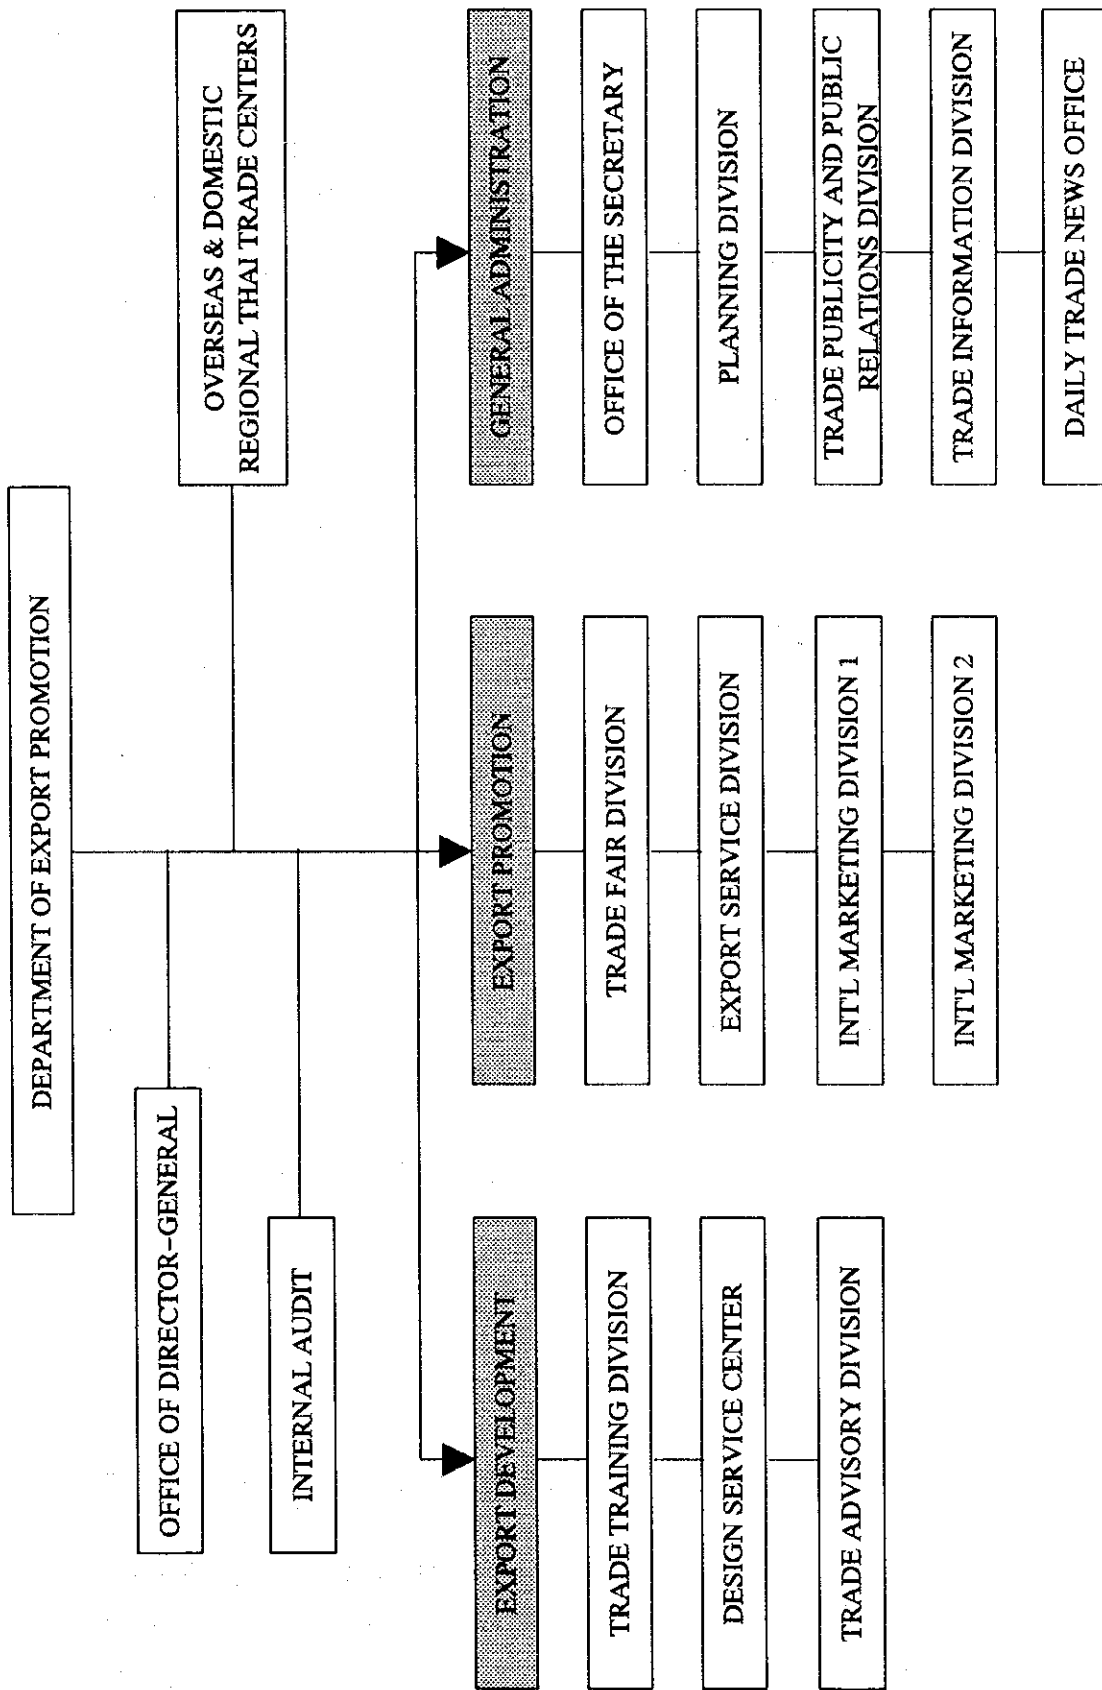 DEPARTMENT OF EXPORT PROMOTION
OFFICE OF DIRECTOR-GENERAL
OVERSEAS & DOMESTIC
REGIONAL THAI TRADE CENTERS
INTERNAL AUDIT
EXPORT DEVELOPMENT
TRADE TRAINING DIVISION
DESIGN SERVICE CENTER
TRADE ADVISORY DIVISION
EXPORT PROMOTION
TRADE FAIR DIVISION
EXPORT SERVICE DIVISION
INT'L MARKETING DIVISION 1
INT'L MARKETING DIVISION 2
GENERAL ADMINISTRATION
OFFICE OF THE SECRETARY
PLANNING DIVISION
TRADE PUBLICITY AND PUBLIC
RELATIONS DIVISION
TRADE INFORMATION DIVISION
DAILY TRADE NEWS OFFICE